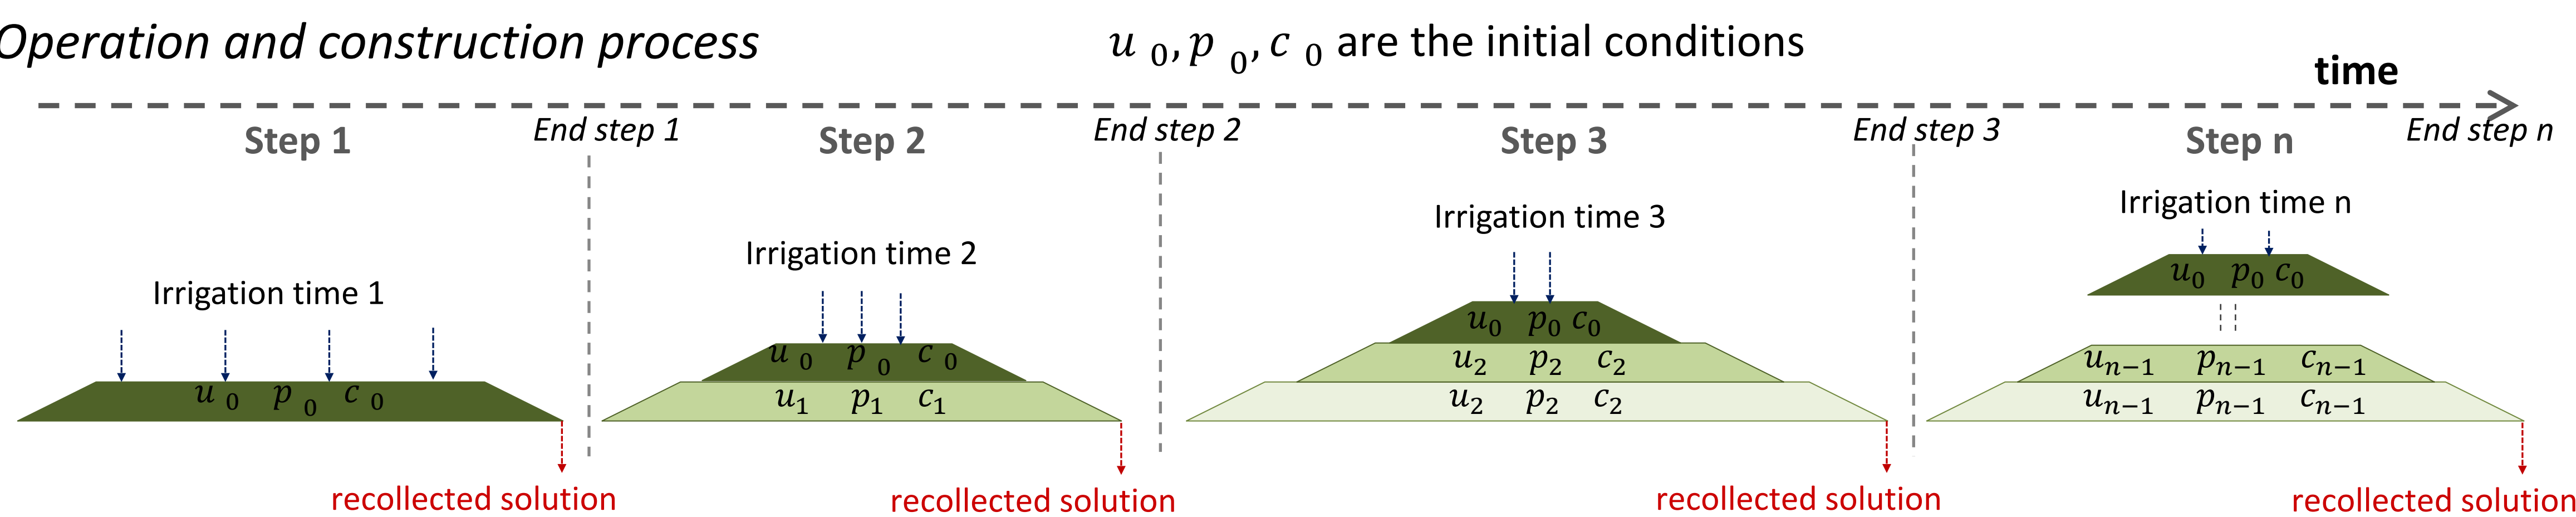 Operation and construction process
u 0, p 0, c 0 are the initial conditions
time
Step 1
End step 1
Step 2
End step 2
Step 3
End step 3
Step n
End step n
Irrigation time 1
u 0 p 0 c 0
recollected solution
Irrigation time 2
u 0 p 0 c 0
u1 p1 c1
recollected solution
Irrigation time 3
u0 p0 c0
u2 p2 c2
u2 p2 c2
recollected solution
Irrigation time n
u0 p0 c0
un−1 pn−1 cn−1
un−1 pn−1 cn−1
recollected solution